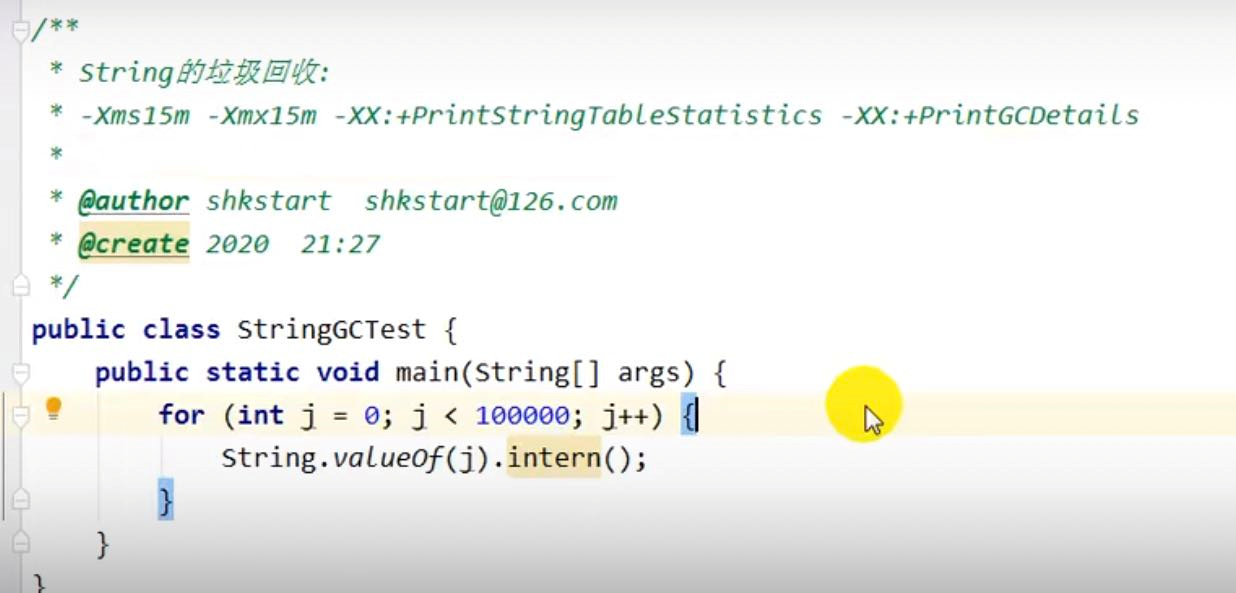 /**
 * String的垃圾回收:
 * -Xms15m -Xmx15m -XX:+PrintStringTableStatistics -XX:+PrintGCDetails
 *
 * @author shkstart  shkstart@126.com
 * @create 2020  21:27
 */
public class StringGCTest {
    public static void main(String[] args) {
        for (int j = 0; j < 100000; j++) {
            String.valueOf(j).intern();
        }
    }
}